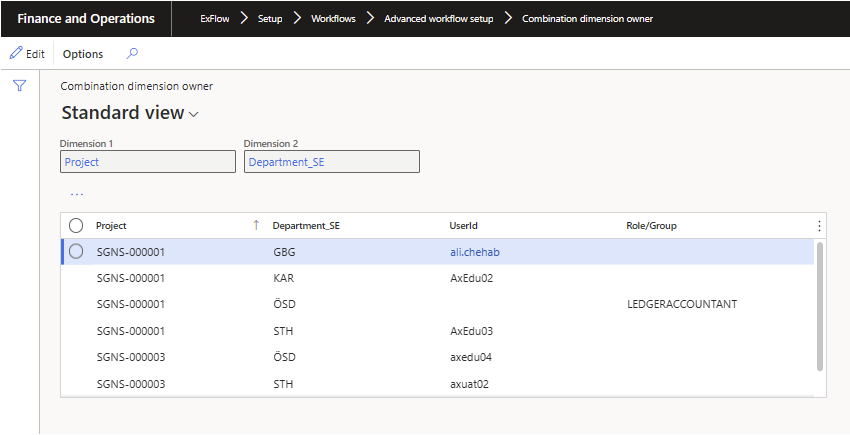 Finance and Operations ExFlow Setup Workflows Advanced workflow setup Combination dimension owner
Edit Options
Combination dimension owner
Standard view
Dimension 1 Dimension 2
Project Department_SE
...
Project Department_SE UserId Role/Group
SGNS-000001 GBG ali.chehab
SGNS-000001 KAR AxEdu02
SGNS-000001 ÖSD LEDGERACCOUNTANT
SGNS-000001 STH AxEdu03
SGNS-000003 ÖSD axedu04
SGNS-000003 STH axuat02